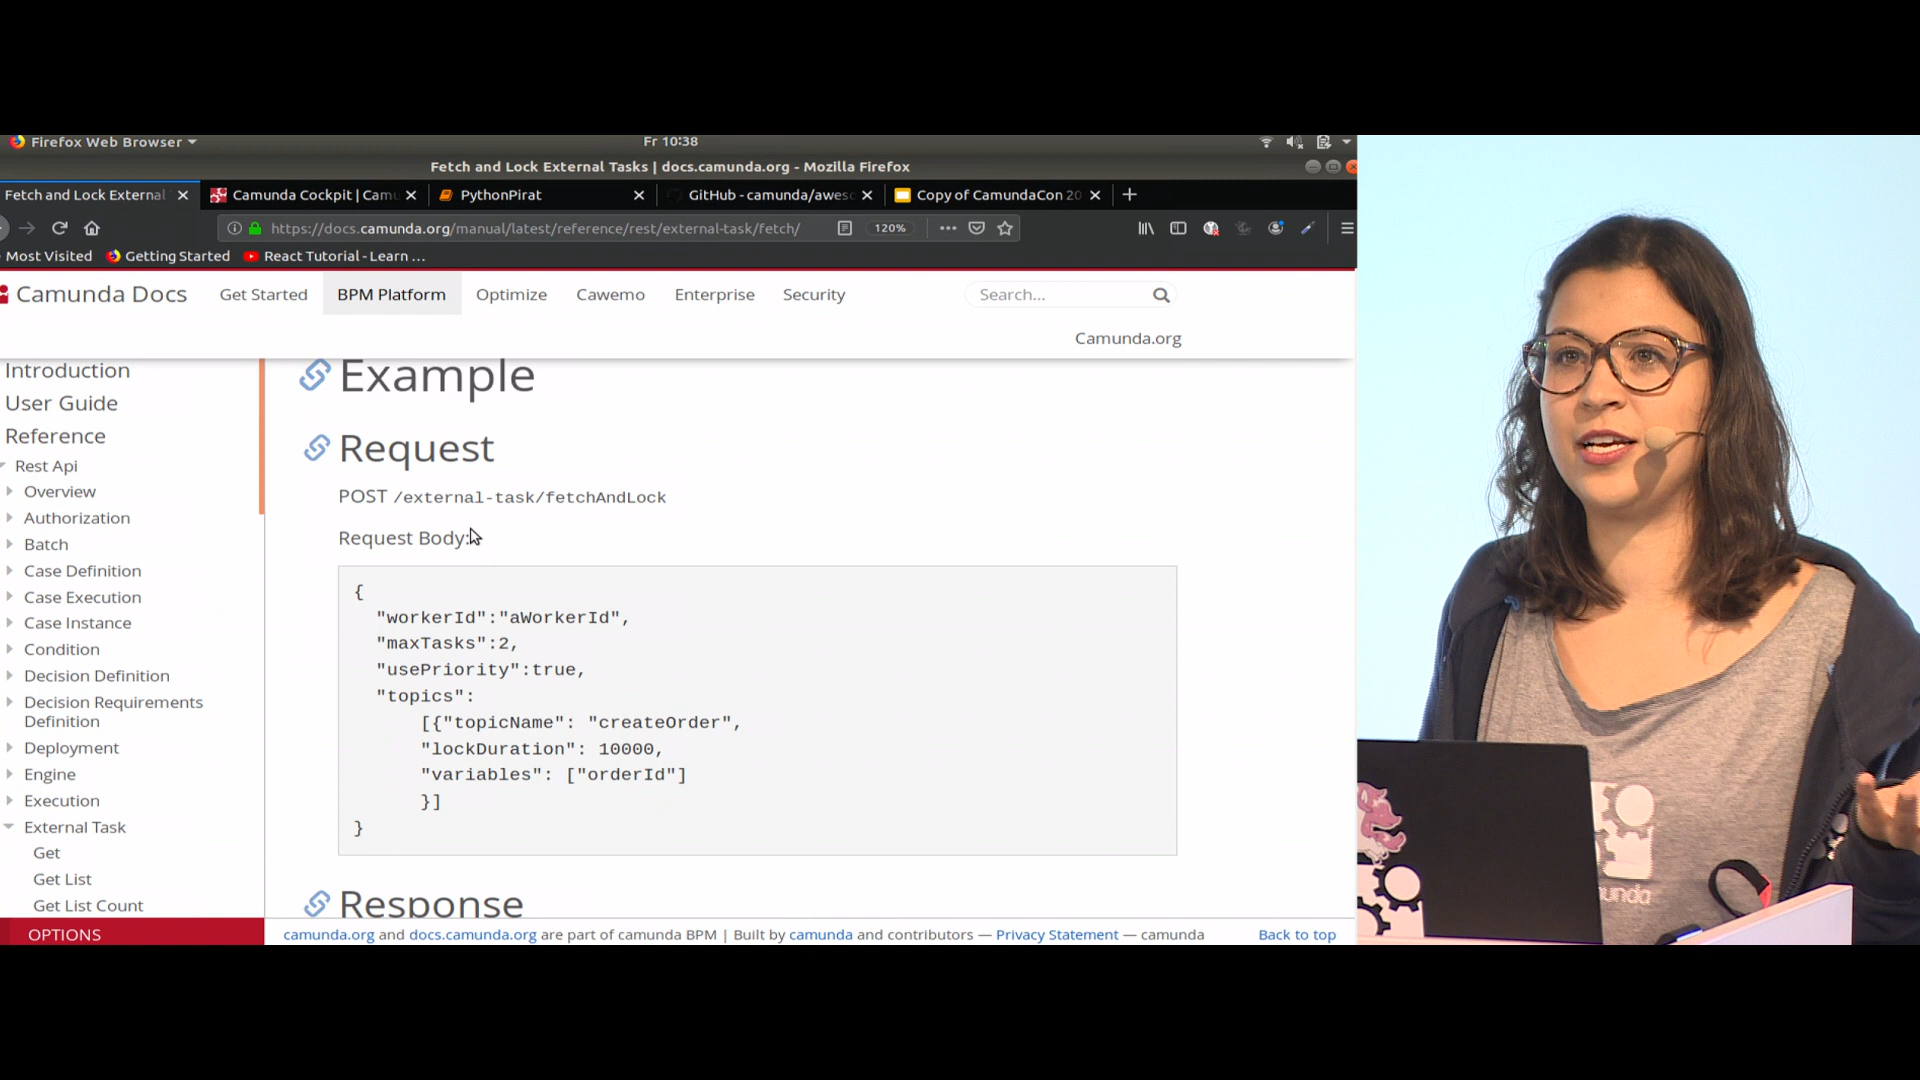 Firefox Web Browser
Fr 10:38
Fetch and Lock External Tasks | docs.camunda.org - Mozilla Firefox
Fetch and Lock External
Camunda Cockpit | Cam
PythonPirat
GitHub - camunda/awes
Copy of CamundaCon 20
https://docs.camunda.org/manual/latest/reference/rest/external-task/fetch/
120%
Most Visited
Getting Started
React Tutorial - Learn ...
Camunda Docs
Get Started
BPM Platform
Optimize
Cawemo
Enterprise
Security
Search...
Camunda.org
Introduction
User Guide
Reference
Rest Api
Overview
Authorization
Batch
Case Definition
Case Execution
Case Instance
Condition
Decision Definition
Decision Requirements
Definition
Deployment
Engine
Execution
External Task
Get
Get List
Get List Count
OPTIONS
Example
Request
POST /external-task/fetchAndLock
Request Body:
{
"workerId":"aWorkerId",
"maxTasks":2,
"usePriority":true,
"topics":
[{"topicName": "createOrder",
"lockDuration": 10000,
"variables": ["orderId"]
}]
}
Response
camunda.org and docs.camunda.org are part of camunda BPM | Built by camunda and contributors — Privacy Statement — camunda
Back to top